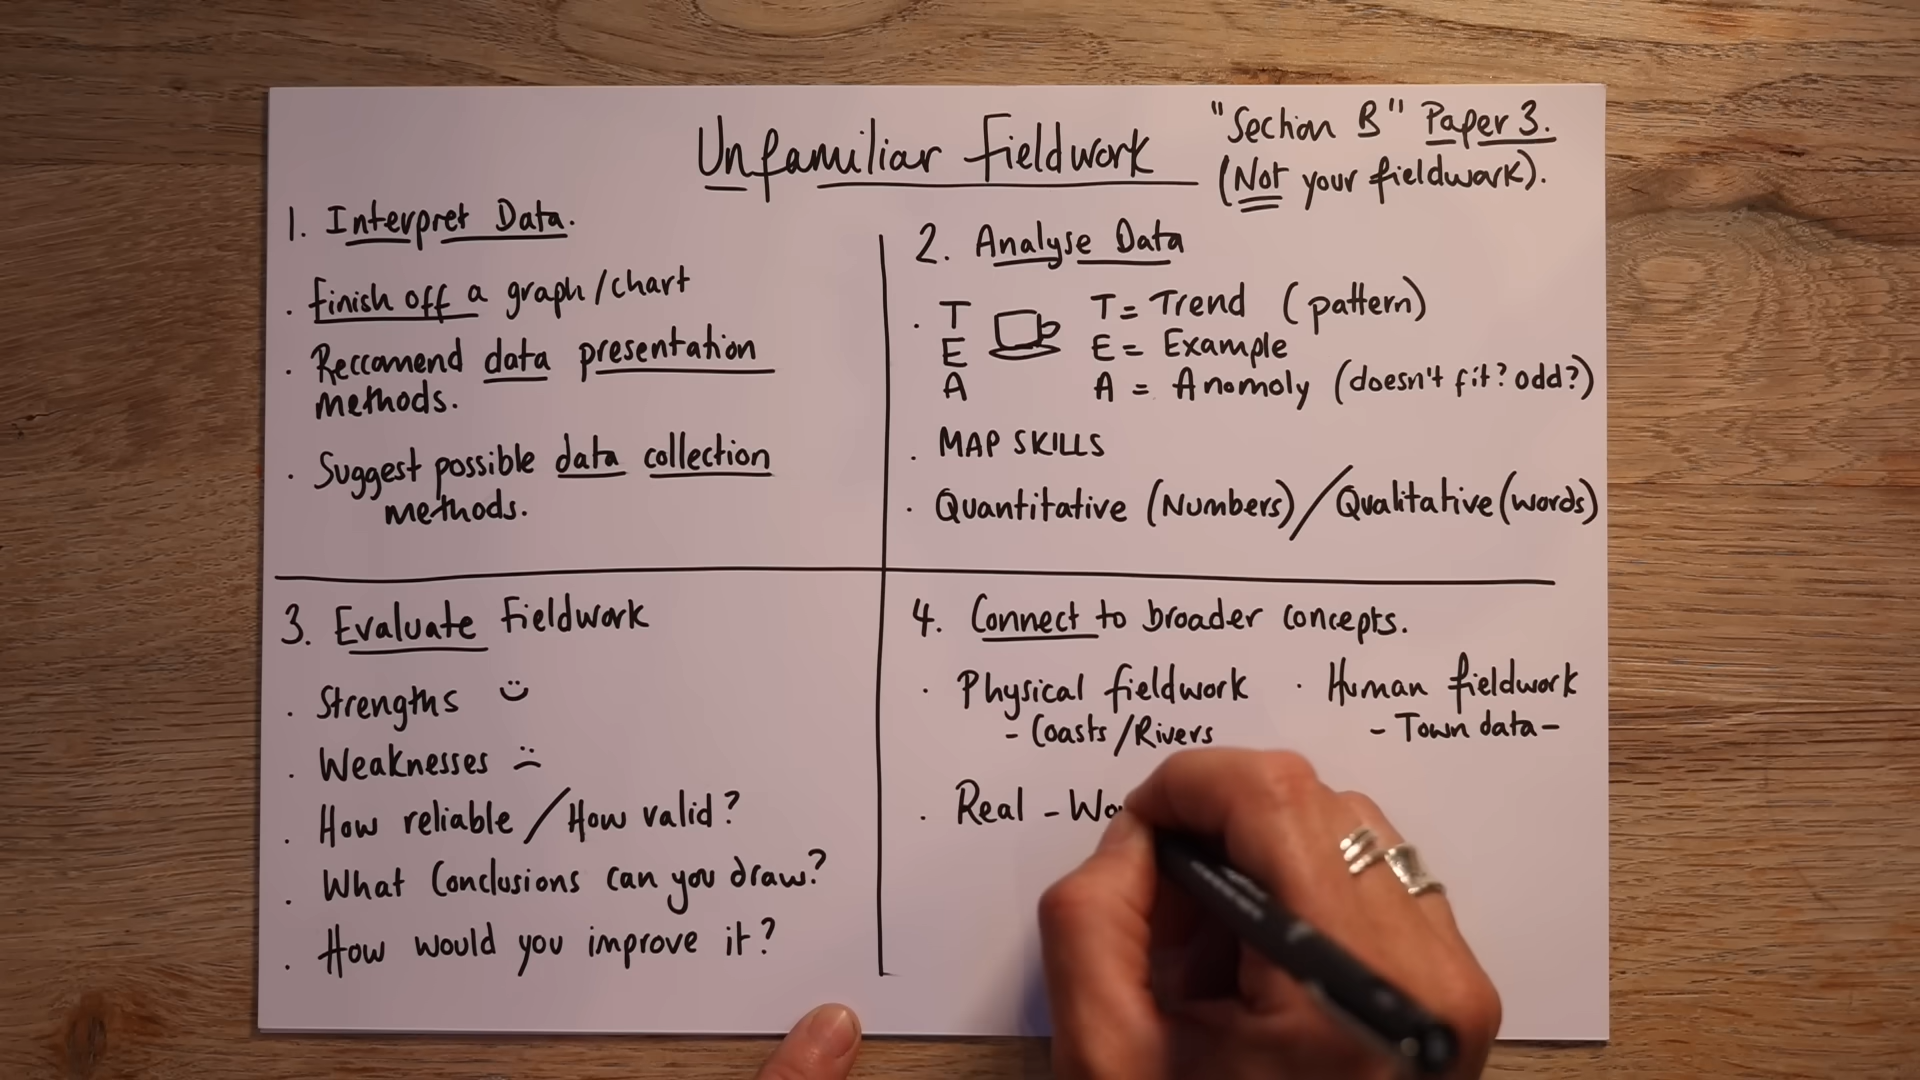 Unfamiliar Fieldwork
"Section B" Paper 3.
(Not your fieldwork).
1. Interpret Data.
. Finish off a graph/chart
. Reccomend data presentation
methods.
. Suggest possible data collection
methods.
2. Analyse Data
. T
E
A
T = Trend (pattern)
E = Example
A = Anomoly (doesn't fit? odd?)
. MAP SKILLS
. Quantitative (Numbers) / Qualitative (words)
3. Evaluate Fieldwork
. Strengths
. Weaknesses
. How reliable / How valid?
. What Conclusions can you draw?
. How would you improve it?
4. Connect to broader concepts.
. Physical fieldwork
- Coasts/Rivers
. Human fieldwork
- Town data -
. Real -